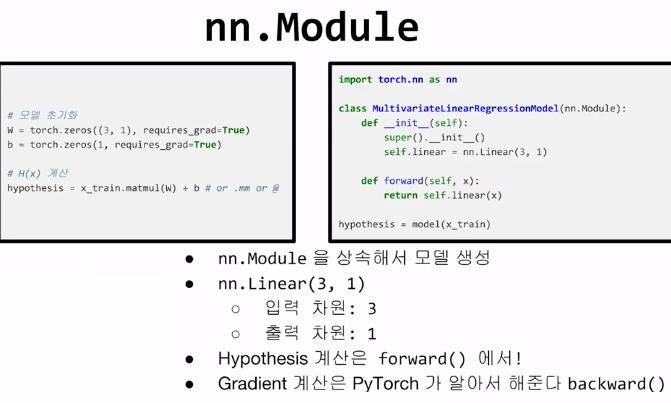 nn.Module
# 모델 초기화
W = torch.zeros((3, 1), requires_grad=True)
b = torch.zeros(1, requires_grad=True)
# H(x) 계산
hypothesis = x_train.matmul(W) + b # or .mm or @
import torch.nn as nn
class MultivariateLinearRegressionModel(nn.Module):
    def __init__(self):
        super().__init__()
        self.linear = nn.Linear(3, 1)
    def forward(self, x):
        return self.linear(x)
hypothesis = model(x_train)
● nn.Module 을 상속해서 모델 생성
● nn.Linear(3, 1)
○ 입력 차원: 3
○ 출력 차원: 1
● Hypothesis 계산은 forward() 에서!
● Gradient 계산은 PyTorch 가 알아서 해준다 backward()